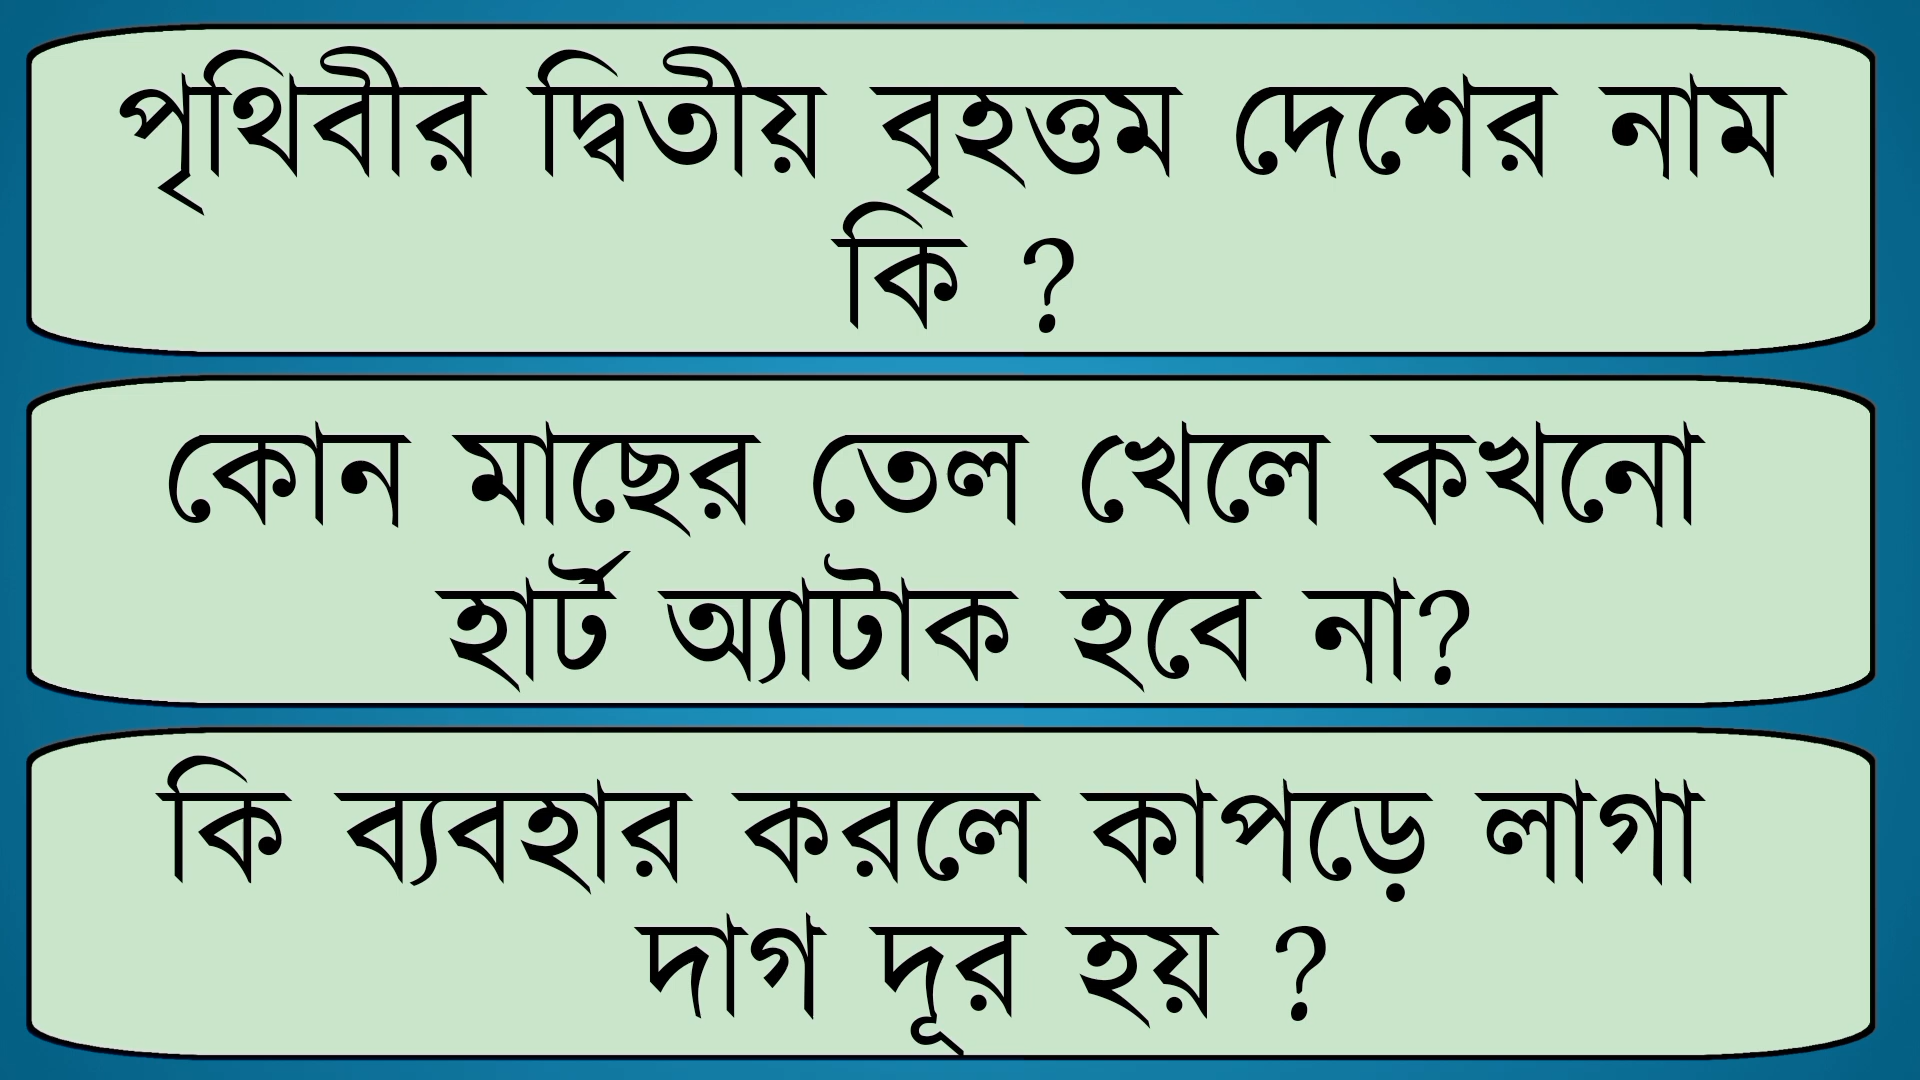 পৃথিবীর দ্বিতীয় বৃহত্তম দেশের নাম
কি ?
কোন মাছের তেল খেলে কখনো
হার্ট অ্যাটাক হবে না?
কি ব্যবহার করলে কাপড়ে লাগা
দাগ দূর হয় ?